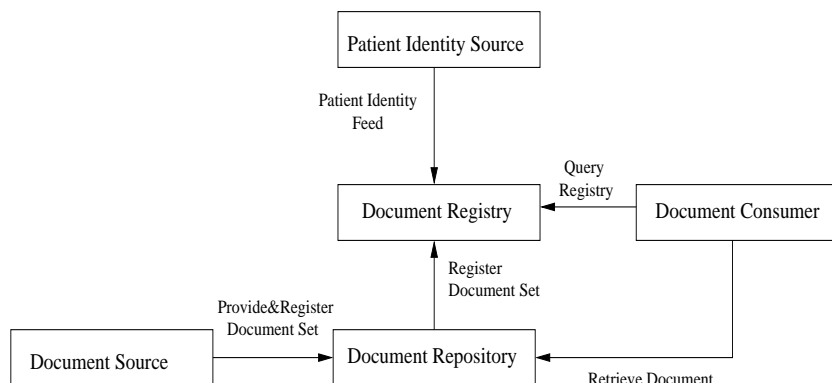 Patient Identity Source
Patient Identity
Feed
Query
Registry
Document Registry
Document Consumer
Register
Document Set
Provide&Register
Document Set
Document Source
Document Repository
Retrieve Document